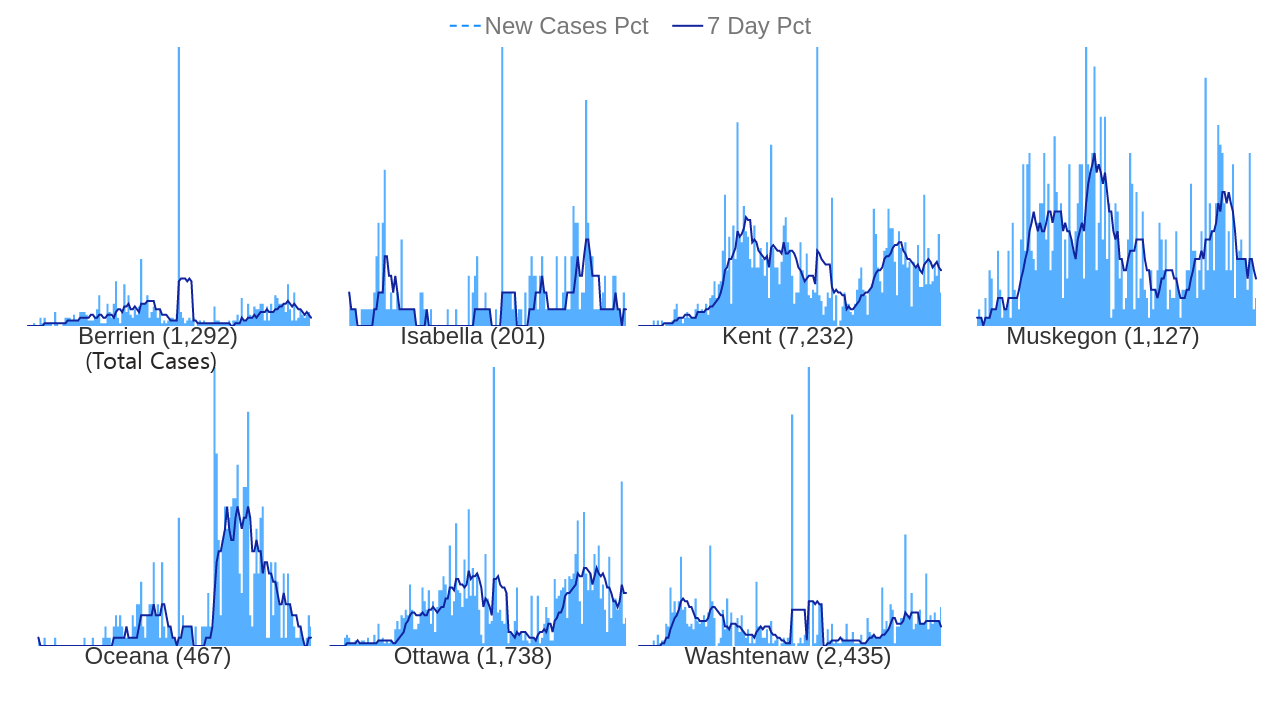 New Cases Pct 7 Day Pct
Berrien (1,292) Isabella (201) Kent (7,232) Muskegon (1,127)
(Total Cases)
Oceana (467) Ottawa (1,738) Washtenaw (2,435)